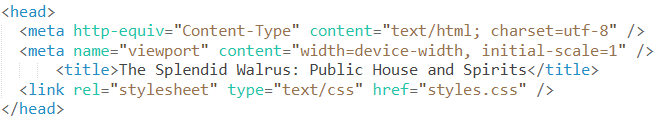 <head>
<meta http-equiv="Content-Type" content="text/html; charset=utf-8" />
<meta name="viewport" content="width=device-width, initial-scale=1" />
<title>The Splendid Walrus: Public House and Spirits</title>
<link rel="stylesheet" type="text/css" href="styles.css" />
</head>